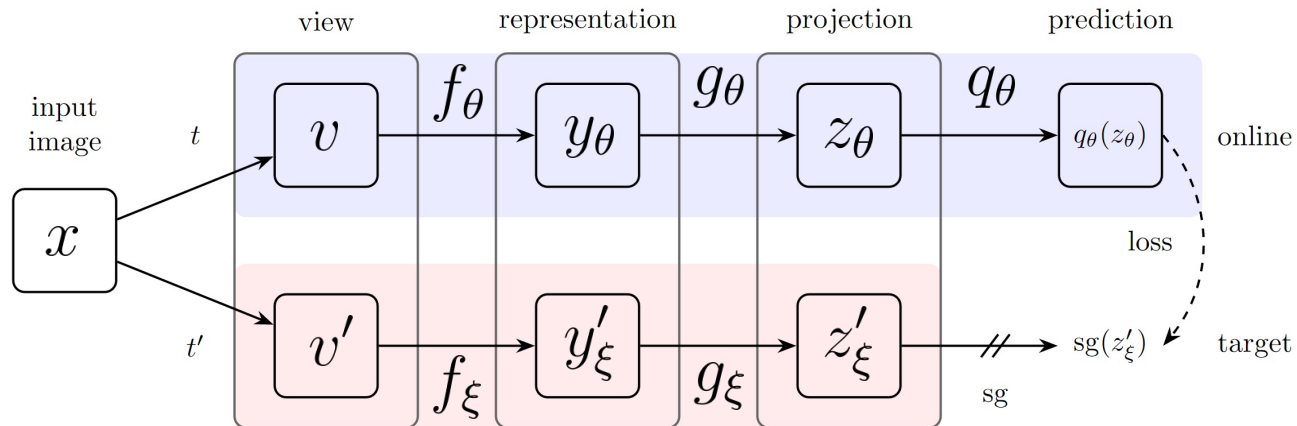 view
representation
projection
prediction
input
image
t
v
f_θ
y_θ
g_θ
z_θ
q_θ
q_θ(z_θ)
online
x
loss
t′
v′
f_ξ
y′_ξ
g_ξ
z′_ξ
sg
sg(z′_ξ)
target